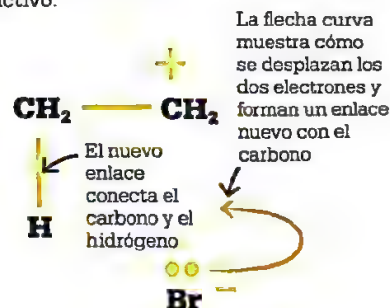 ctivo.
La flecha curva
muestra cómo
se desplazan los
dos electrones y
forman un enlace
nuevo con el
carbono
+
CH₂ — CH₂
El nuevo
enlace
conecta el
carbono y el
hidrógeno
H
Br −